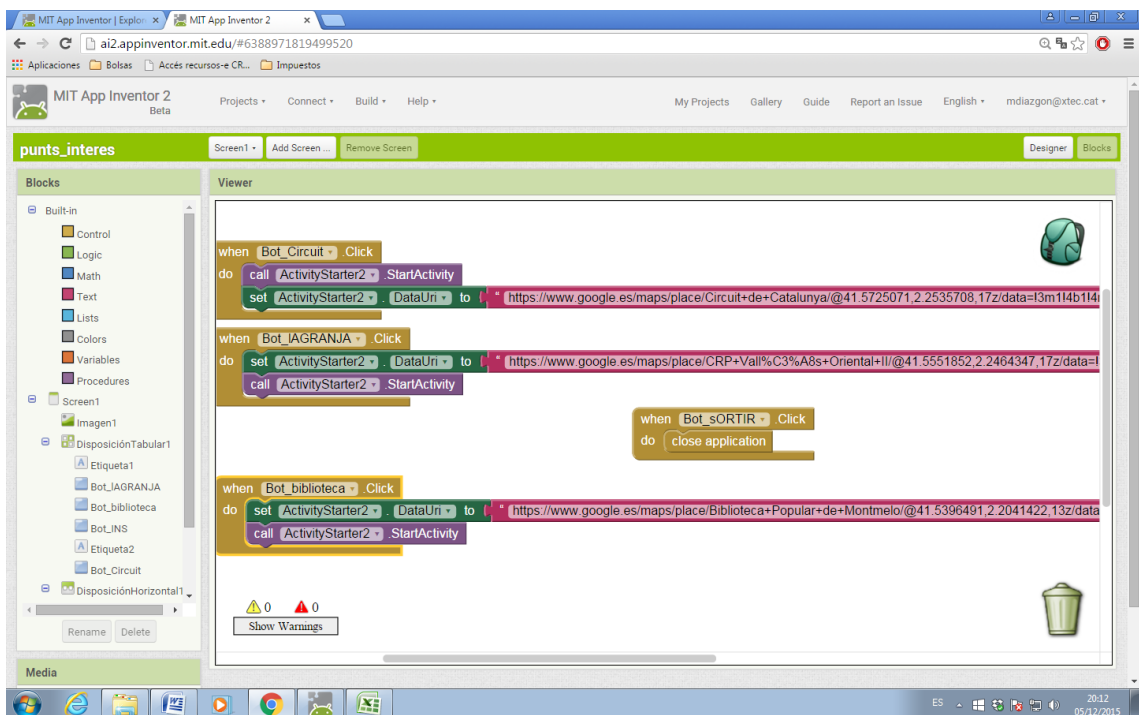 MIT App Inventor | Explor
MIT App Inventor 2
ai2.appinventor.mit.edu/#6388971819499520
Aplicaciones
Bolsas
Accés recursos-e CR...
Impuestos
MIT App Inventor 2
Beta
Projects
Connect
Build
Help
My Projects
Gallery
Guide
Report an Issue
English
mdiazgon@xtec.cat
punts_interes
Screen1
Add Screen ...
Remove Screen
Designer
Blocks
Blocks
Built-in
Control
Logic
Math
Text
Lists
Colors
Variables
Procedures
Screen1
Imagen1
DisposiciónTabular1
Etiqueta1
Bot_lAGRANJA
Bot_biblioteca
Bot_INS
Etiqueta2
Bot_Circuit
DisposiciónHorizontal1
Rename
Delete
Media
Viewer
when Bot_Circuit .Click
do call ActivityStarter2 .StartActivity
set ActivityStarter2 . DataUri to " https://www.google.es/maps/place/Circuit+de+Catalunya/@41.5725071,2.2535708,17z/data=!3m1!4b1!4
when Bot_lAGRANJA .Click
do set ActivityStarter2 . DataUri to " https://www.google.es/maps/place/CRP+Vall%C3%A8s+Oriental+II/@41.5551852,2.2464347,17z/data=!
call ActivityStarter2 .StartActivity
when Bot_sORTIR .Click
do close application
when Bot_biblioteca .Click
do set ActivityStarter2 . DataUri to " https://www.google.es/maps/place/Biblioteca+Popular+de+Montmelo/@41.5396491,2.2041422,13z/data
call ActivityStarter2 .StartActivity
0
0
Show Warnings
ES
20:12
05/12/2015